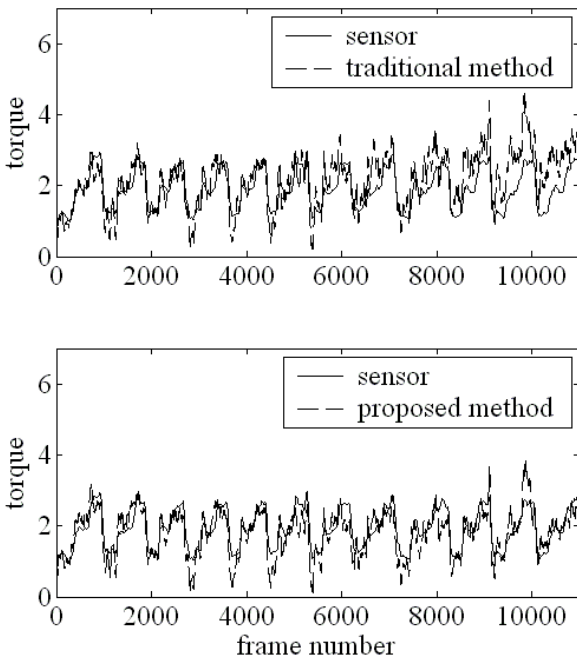 6
4
2
0
torque
sensor
traditional method
0 2000 4000 6000 8000 10000
6
4
2
0
torque
sensor
proposed method
0 2000 4000 6000 8000 10000
frame number